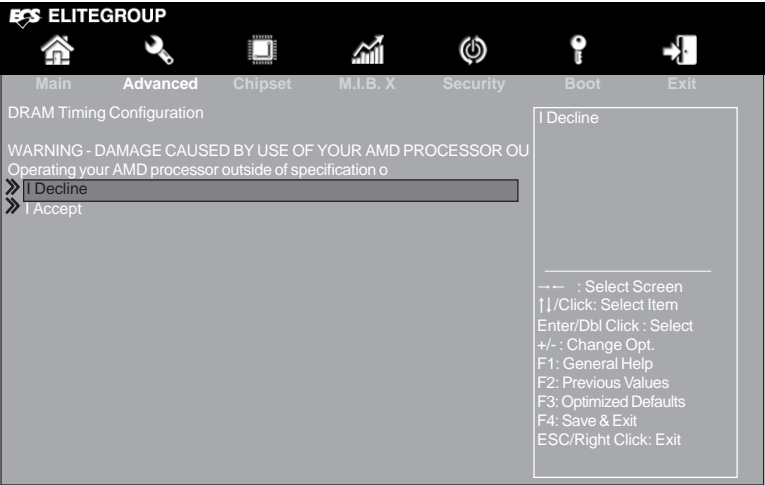 ECS ELITEGROUP
Main Advanced Chipset M.I.B. X Security Boot Exit
DRAM Timing Configuration
WARNING - DAMAGE CAUSED BY USE OF YOUR AMD PROCESSOR OU
Operating your AMD processor outside of specification o
I Decline
I Accept
I Decline
→← : Select Screen
↑↓/Click: Select Item
Enter/Dbl Click : Select
+/- : Change Opt.
F1: General Help
F2: Previous Values
F3: Optimized Defaults
F4: Save & Exit
ESC/Right Click: Exit